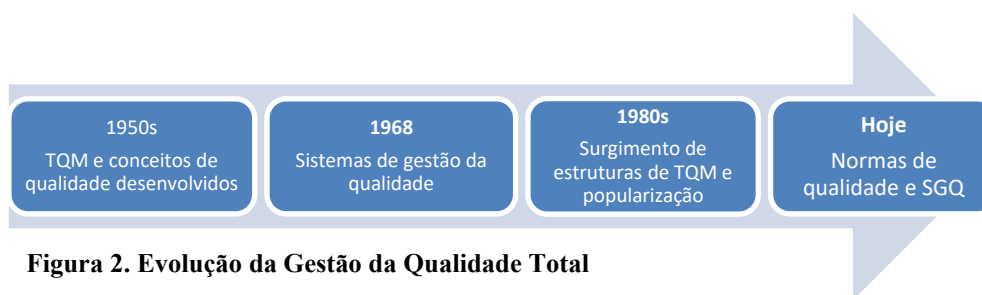 1950s
TQM e conceitos de
qualidade desenvolvidos
1968
Sistemas de gestão da
qualidade
1980s
Surgimento de
estruturas de TQM e
popularização
Hoje
Normas de
qualidade e SGQ
Figura 2. Evolução da Gestão da Qualidade Total